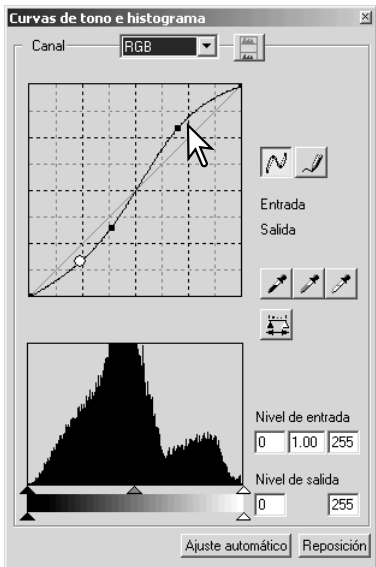 Curvas de tono e histograma
Canal RGB
Entrada
Salida
Nivel de entrada
0 1.00 255
Nivel de salida
0 255
Ajuste automático Reposición